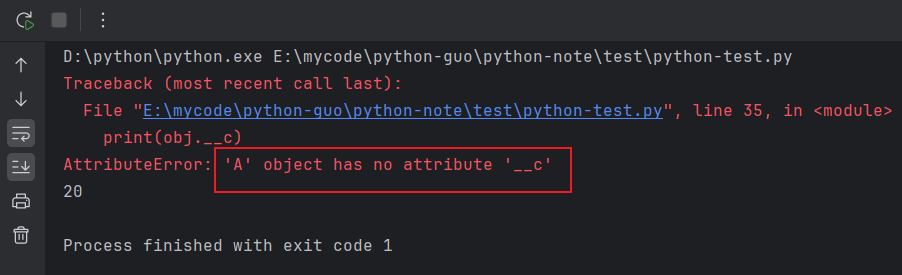 D:\python\python.exe E:\mycode\python-guo\python-note\test\python-test.py
Traceback (most recent call last):
  File "E:\mycode\python-guo\python-note\test\python-test.py", line 35, in <module>
    print(obj.__c)
AttributeError: 'A' object has no attribute '__c'
20
Process finished with exit code 1